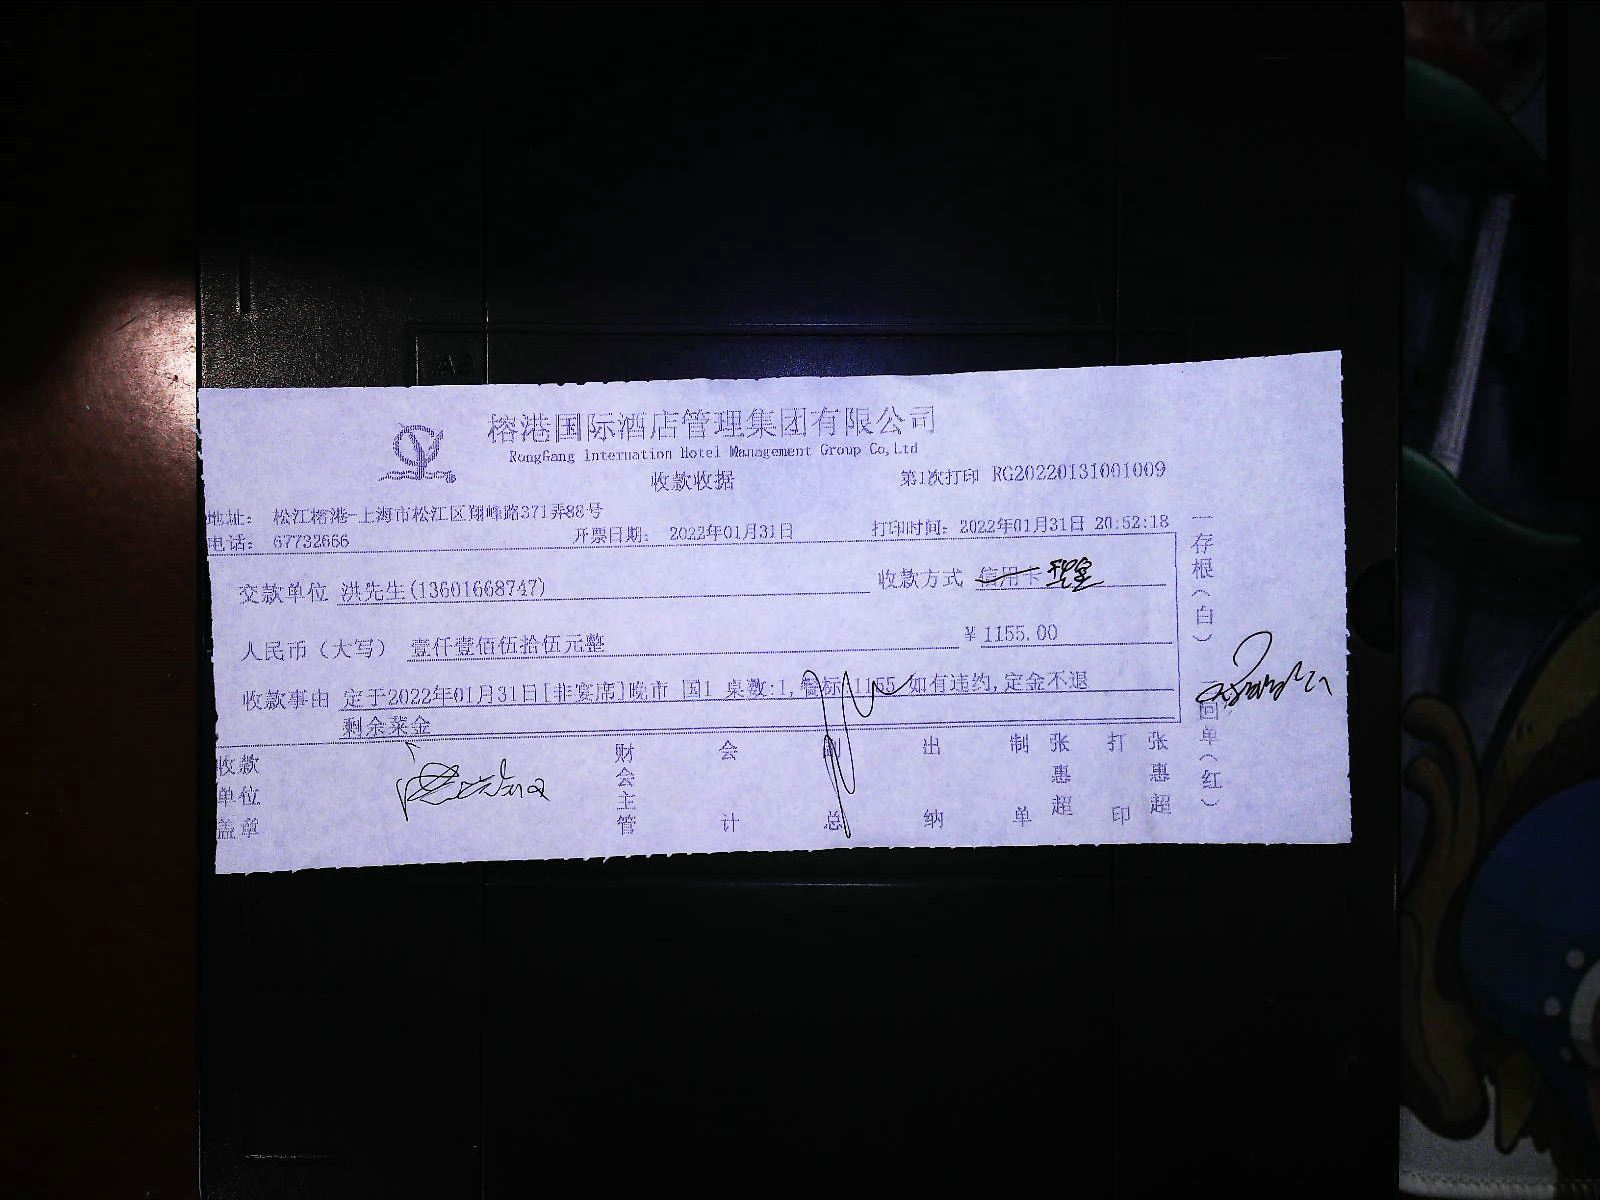 榕港国际酒店管理集团有限公司
RongGang Internation Hotel Management Group Co,Ltd
收款收据
第1次打印 RG20220131001009
地址： 松江榕港-上海市松江区翔峰路371弄88号
电话： 67732666
开票日期： 2022年01月31日
打印时间： 2022年01月31日 20:52:18
交款单位 洪先生(13601668747)
收款方式 信用卡
人民币（大写） 壹仟壹佰伍拾伍元整
¥ 1155.00
收款事由 定于2022年01月31日[非宴席]晚市 国1 桌数:1,餐标:1155 如有违约,定金不退
剩余菜金
收款单位盖章
财会主管
会计
副总
出纳
制单
张惠超
打印
张惠超
一存根（白）
二回单（红）